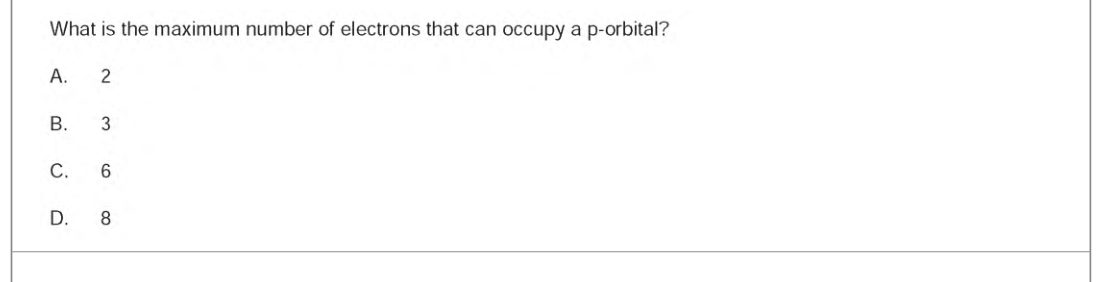 What is the maximum number of electrons that can occupy a p-orbital?
A. 2
B. 3
C. 6
D. 8